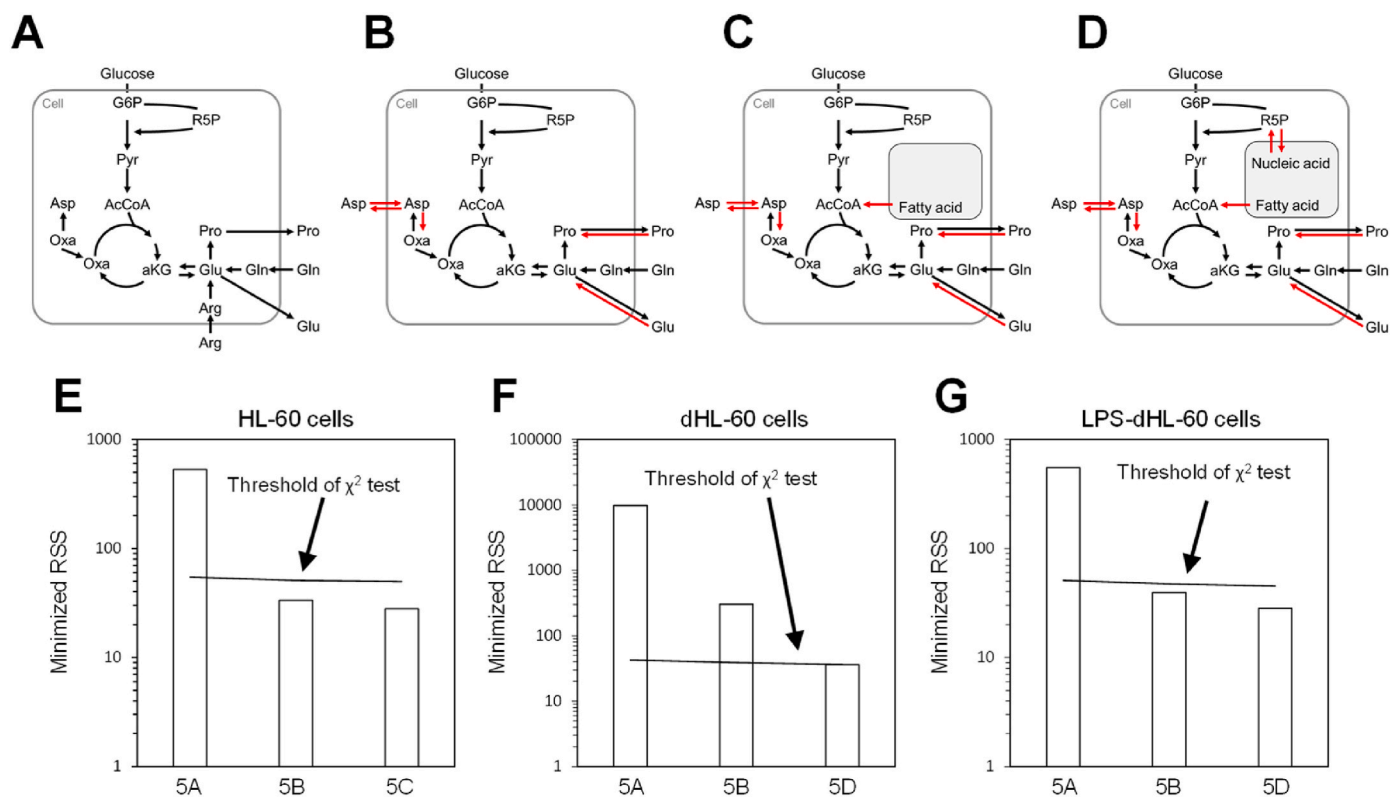 A
Glucose
Cell
G6P
R5P
Pyr
Asp
AcCoA
Oxa
Pro
Pro
Oxa
aKG
Glu
Gln
Gln
Arg
Glu
Arg
B
Glucose
Cell
G6P
R5P
Pyr
Asp
Asp
AcCoA
Oxa
Pro
Pro
Oxa
aKG
Glu
Gln
Gln
Glu
C
Glucose
Cell
G6P
R5P
Pyr
Asp
Asp
AcCoA
Fatty acid
Oxa
Pro
Pro
Oxa
aKG
Glu
Gln
Gln
Glu
D
Glucose
Cell
G6P
R5P
Pyr
Nucleic acid
Asp
Asp
AcCoA
Fatty acid
Oxa
Pro
Pro
Oxa
aKG
Glu
Gln
Gln
Glu
E
HL-60 cells
Minimized RSS
1000
100
10
1
Threshold of χ² test
5A
5B
5C
F
dHL-60 cells
Minimized RSS
100000
10000
1000
100
10
1
Threshold of χ² test
5A
5B
5D
G
LPS-dHL-60 cells
Minimized RSS
1000
100
10
1
Threshold of χ² test
5A
5B
5D